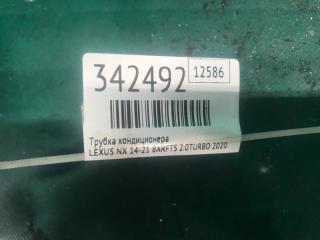 342492 12586
Трубка кондиционера
LEXUS NX 14-21 8ARFTS 2.0TURBO 2020